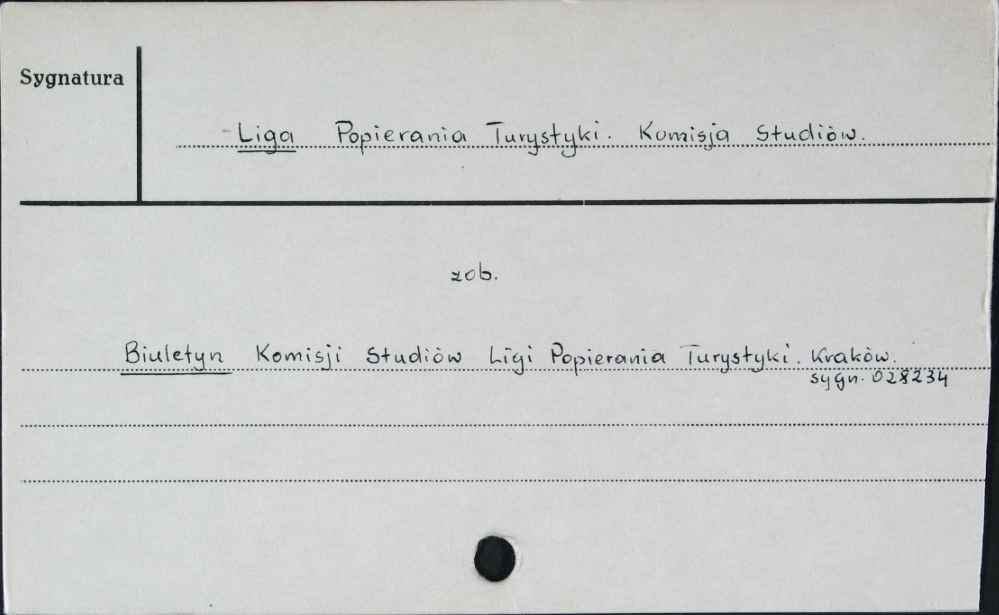 Sygnatura
Liga Popierania Turystyki. Komisja Studiów.
zob.
Biuletyn Komisji Studiów Ligi Popierania Turystyki. Kraków.
sygn. 028234